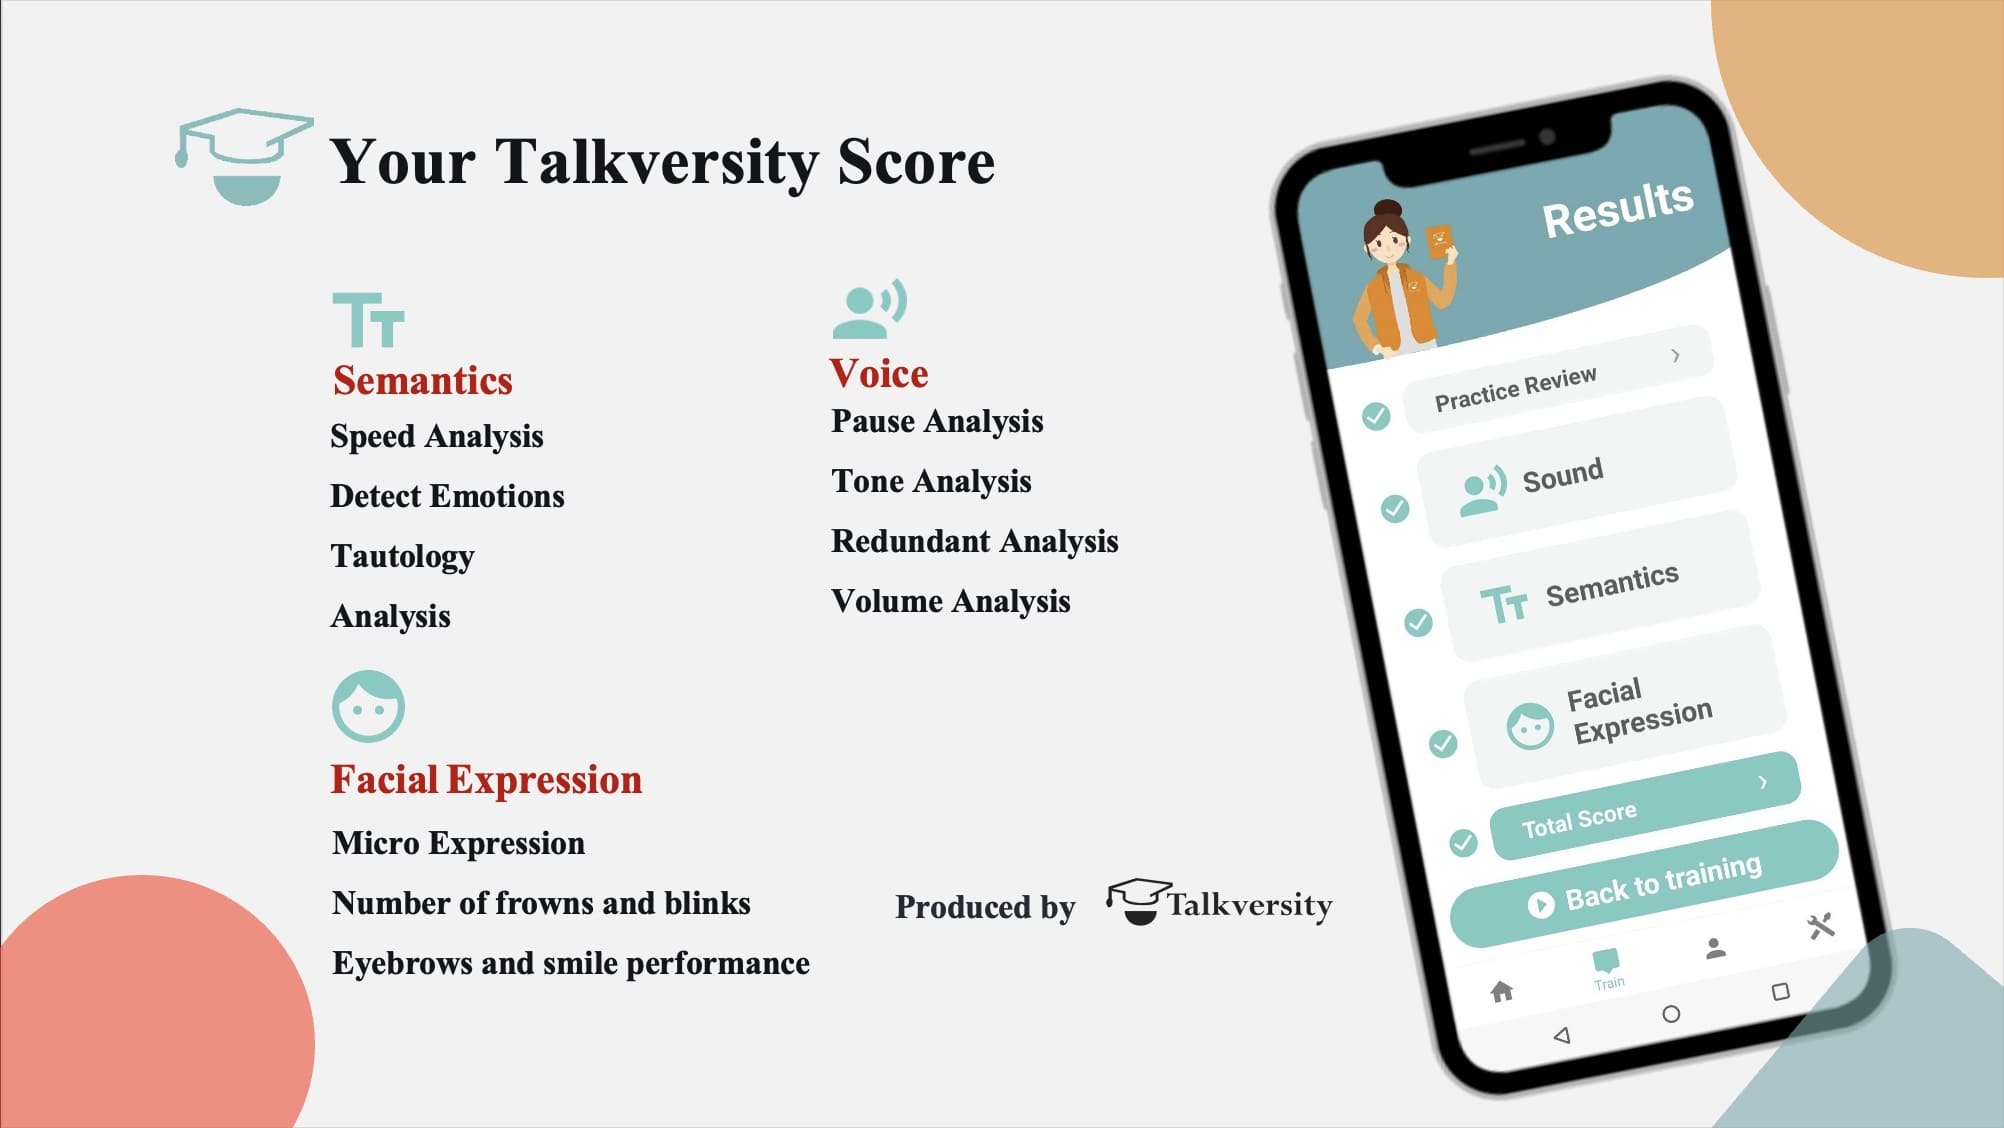 Your Talkversity Score
Semantics
Speed Analysis
Detect Emotions
Tautology
Analysis
Voice
Pause Analysis
Tone Analysis
Redundant Analysis
Volume Analysis
Facial Expression
Micro Expression
Number of frowns and blinks
Eyebrows and smile performance
Produced by Talkversity
Results
Practice Review
Sound
Semantics
Facial
Expression
Total Score
Back to training
Train